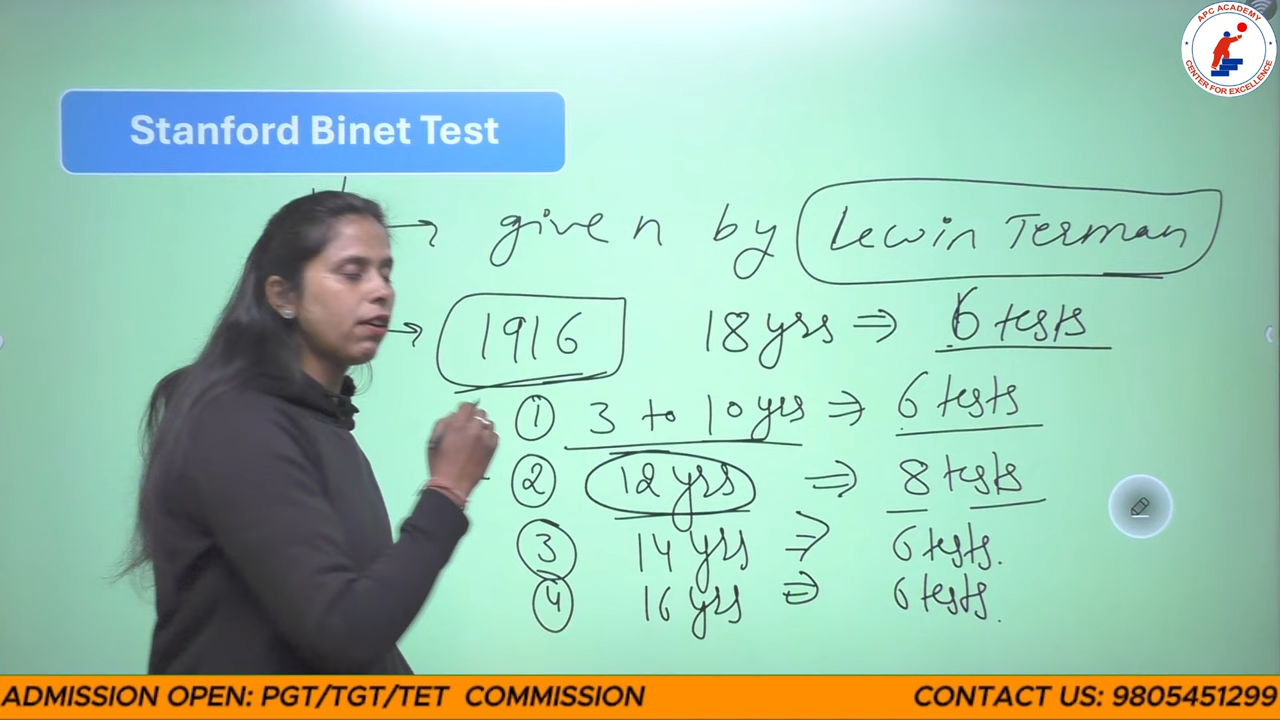 APC ACADEMY
CENTER FOR EXCELLENCE
Stanford Binet Test
→ given by Lewin Terman
→ 1916 18 yrs ⇒ 6 tests
① 3 to 10 yrs ⇒ 6 tests
② 12 yrs ⇒ 8 tests
③ 14 yrs ⇒ 6 tests.
④ 16 yrs ⇒ 6 tests.
ADMISSION OPEN: PGT/TGT/TET COMMISSION CONTACT US: 9805451299